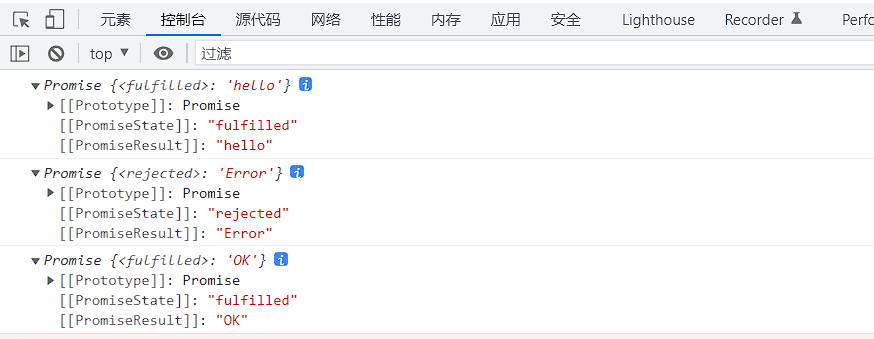 元素 控制台 源代码 网络 性能 内存 应用 安全 Lighthouse Recorder Perfo
top ▼ 过滤
▼Promise {<fulfilled>: 'hello'} i
▶[[Prototype]]: Promise
[[PromiseState]]: "fulfilled"
[[PromiseResult]]: "hello"
▼Promise {<rejected>: 'Error'} i
▶[[Prototype]]: Promise
[[PromiseState]]: "rejected"
[[PromiseResult]]: "Error"
▼Promise {<fulfilled>: 'OK'} i
▶[[Prototype]]: Promise
[[PromiseState]]: "fulfilled"
[[PromiseResult]]: "OK"